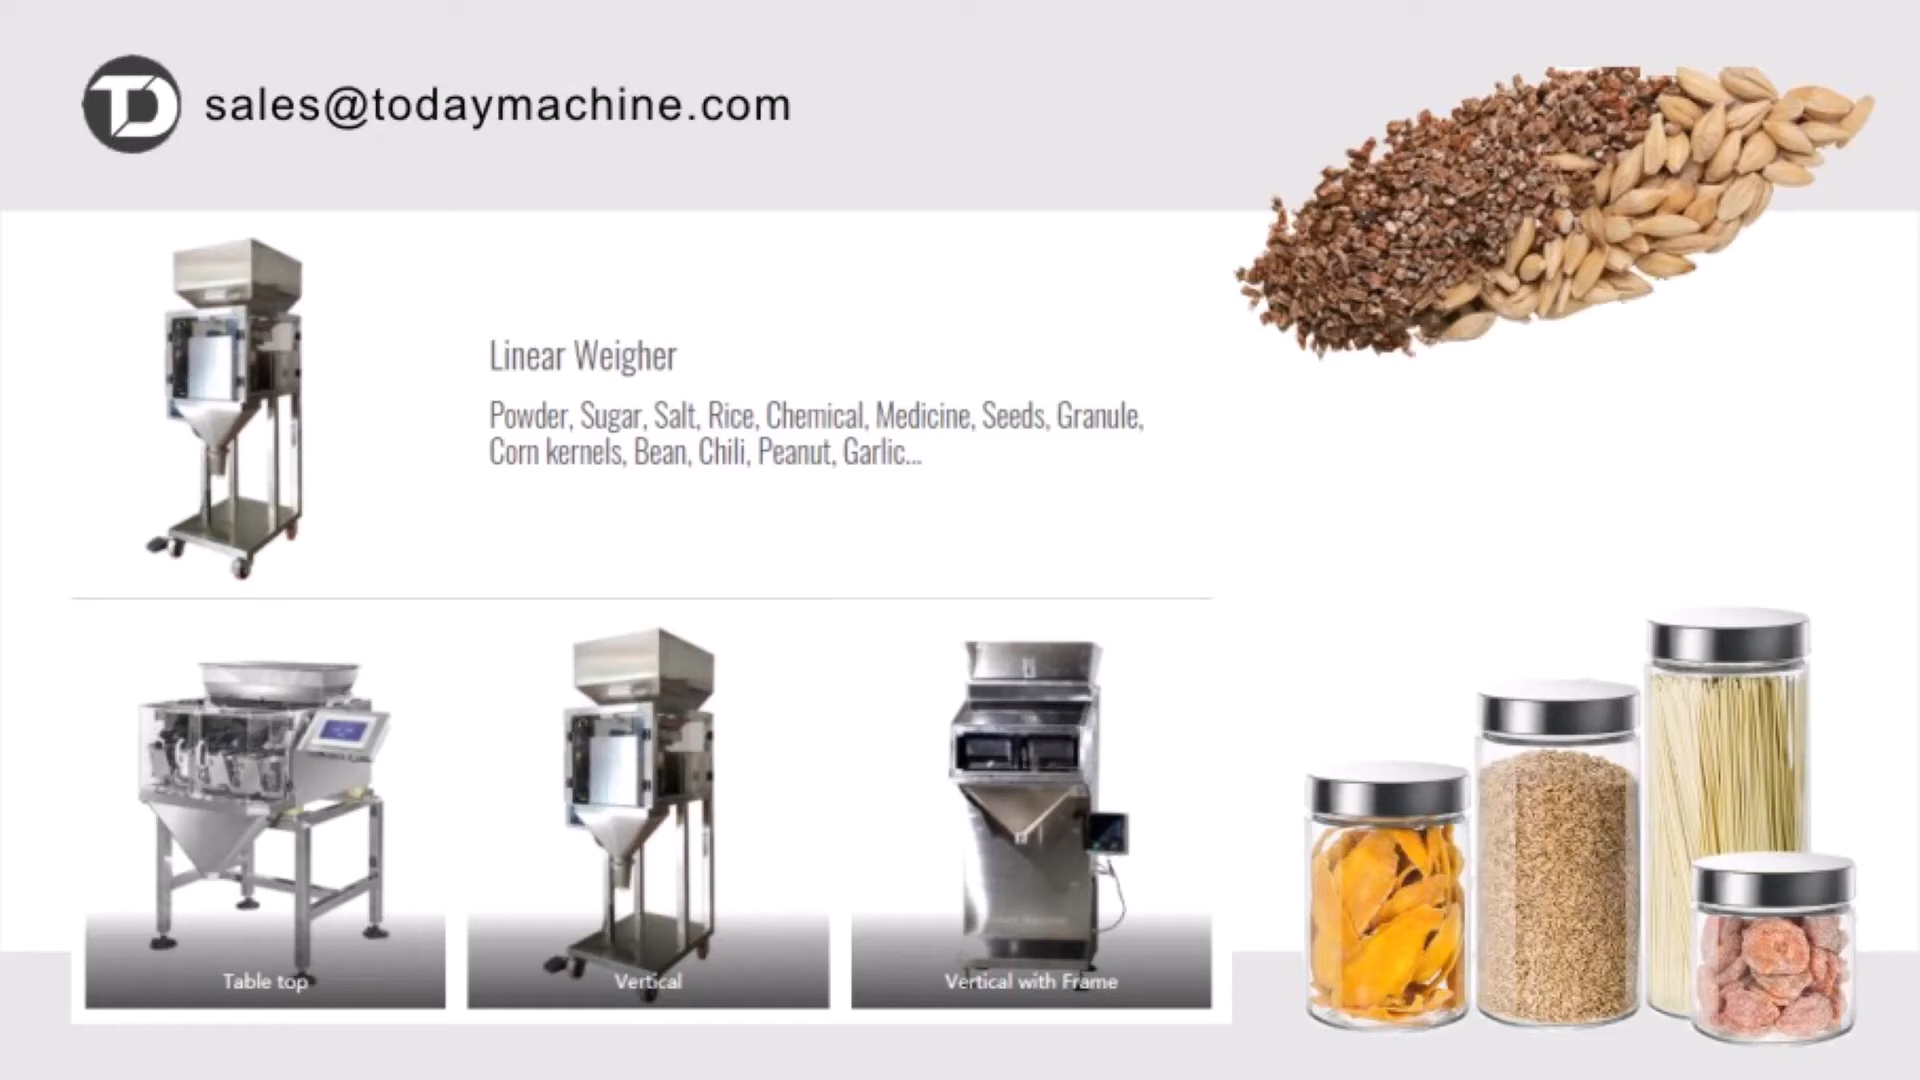 TD
sales@todaymachine.com
Linear Weigher
Powder, Sugar, Salt, Rice, Chemical, Medicine, Seeds, Granule,
Corn kernels, Bean, Chili, Peanut, Garlic...
Table top
Vertical
Vertical with Frame